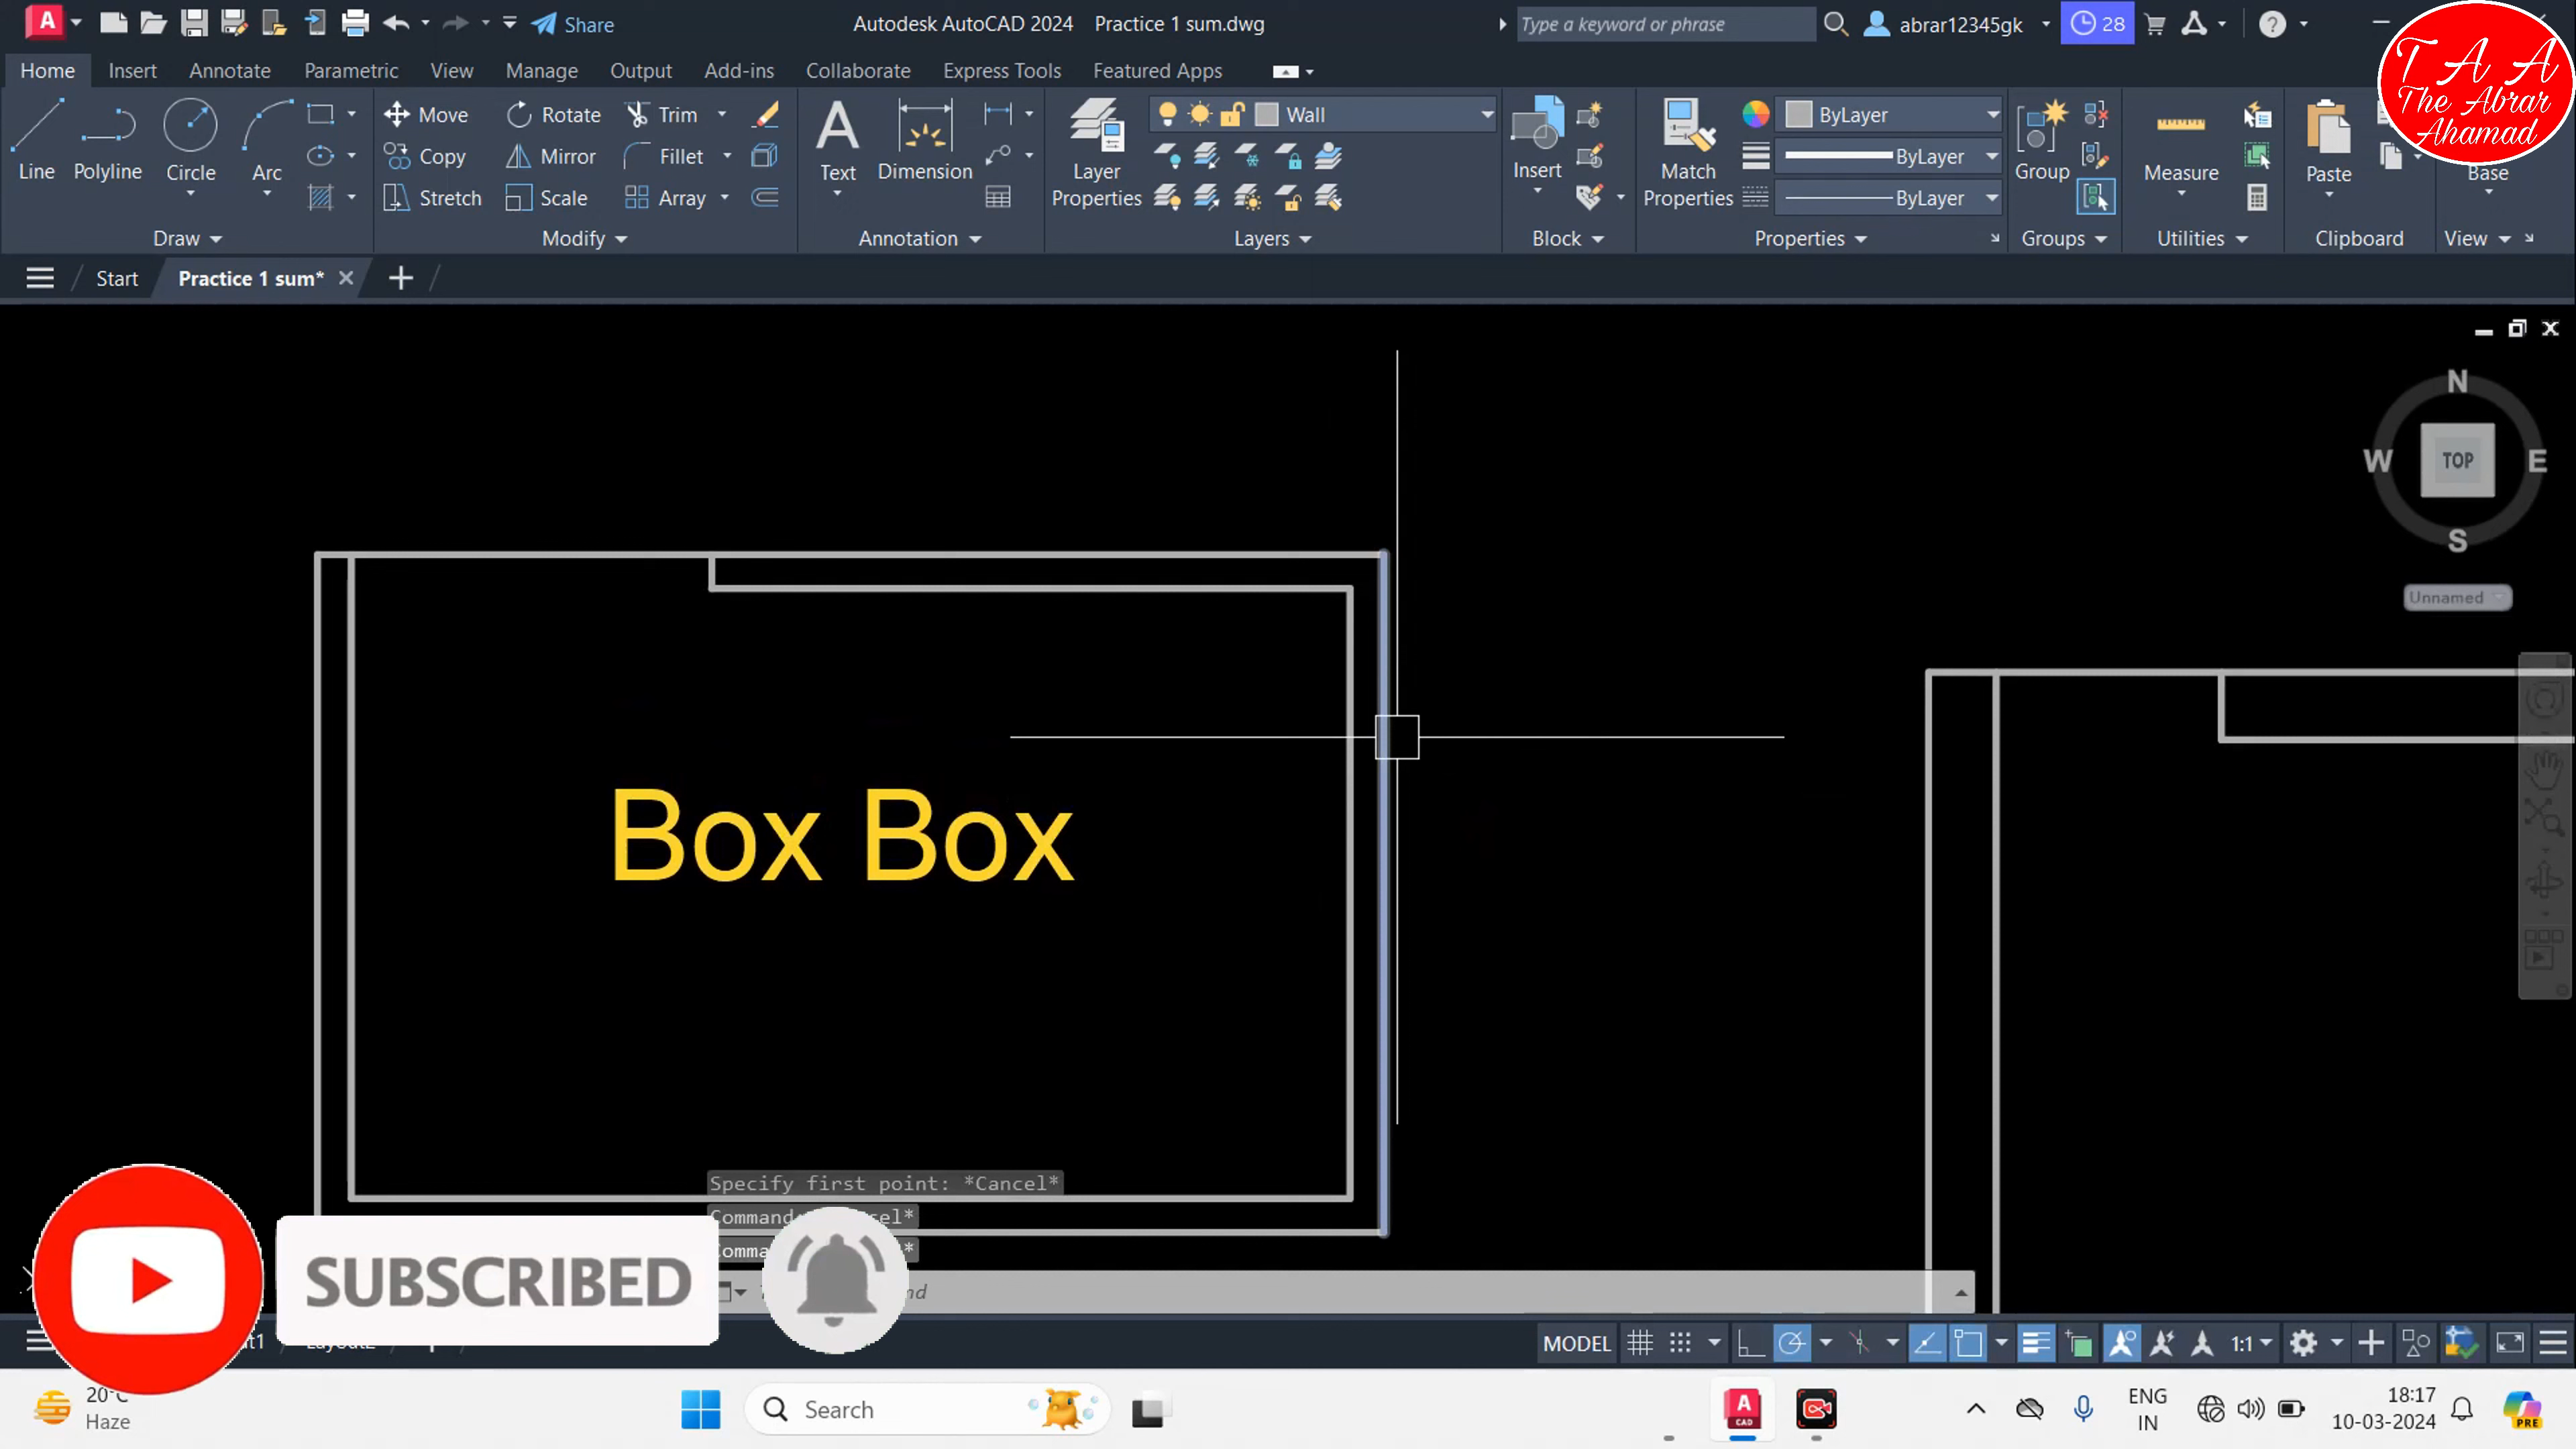 Share
Autodesk AutoCAD 2024 Practice 1 sum.dwg
Type a keyword or phrase
abrar12345gk
28
T A A
The Abrar
Ahamad
Home Insert Annotate Parametric View Manage Output Add-ins Collaborate Express Tools Featured Apps
Line Polyline Circle Arc
Move Rotate Trim
Copy Mirror Fillet
Stretch Scale Array
Text Dimension
Layer Properties
Wall
Insert
Match Properties
ByLayer
ByLayer
ByLayer
Group
Measure
Paste
Base
Draw Modify Annotation Layers Block Properties Groups Utilities Clipboard View
Start Practice 1 sum*
N
W TOP E
S
Unnamed
Box Box
Specify first point: *Cancel*
SUBSCRIBED
MODEL 1:1
20°C
Haze
Search
CAD
ENG
IN
18:17
10-03-2024
PRE